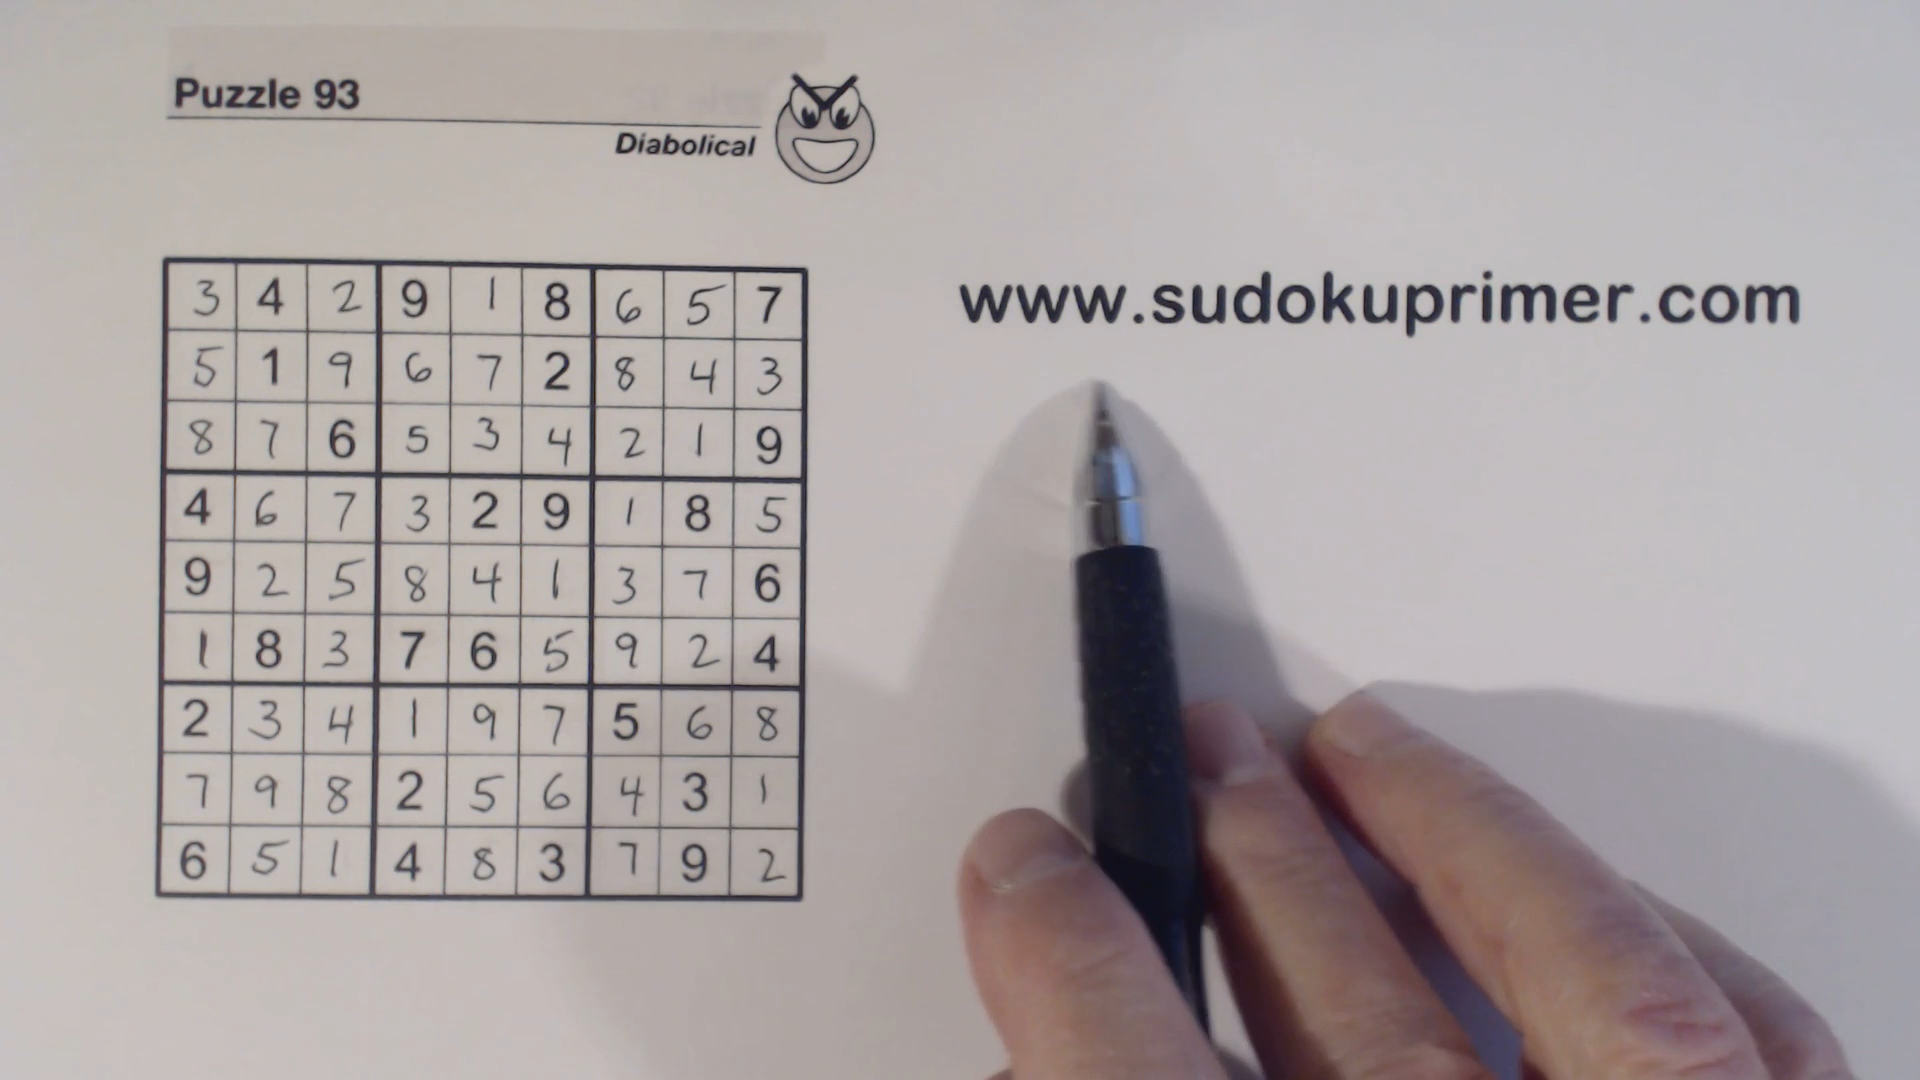 Puzzle 93
Diabolical
www.sudokuprimer.com
3 4 2 9 1 8 6 5 7
5 1 9 6 7 2 8 4 3
8 7 6 5 3 4 2 1 9
4 6 7 3 2 9 1 8 5
9 2 5 8 4 1 3 7 6
1 8 3 7 6 5 9 2 4
2 3 4 1 9 7 5 6 8
7 9 8 2 5 6 4 3 1
6 5 1 4 8 3 7 9 2